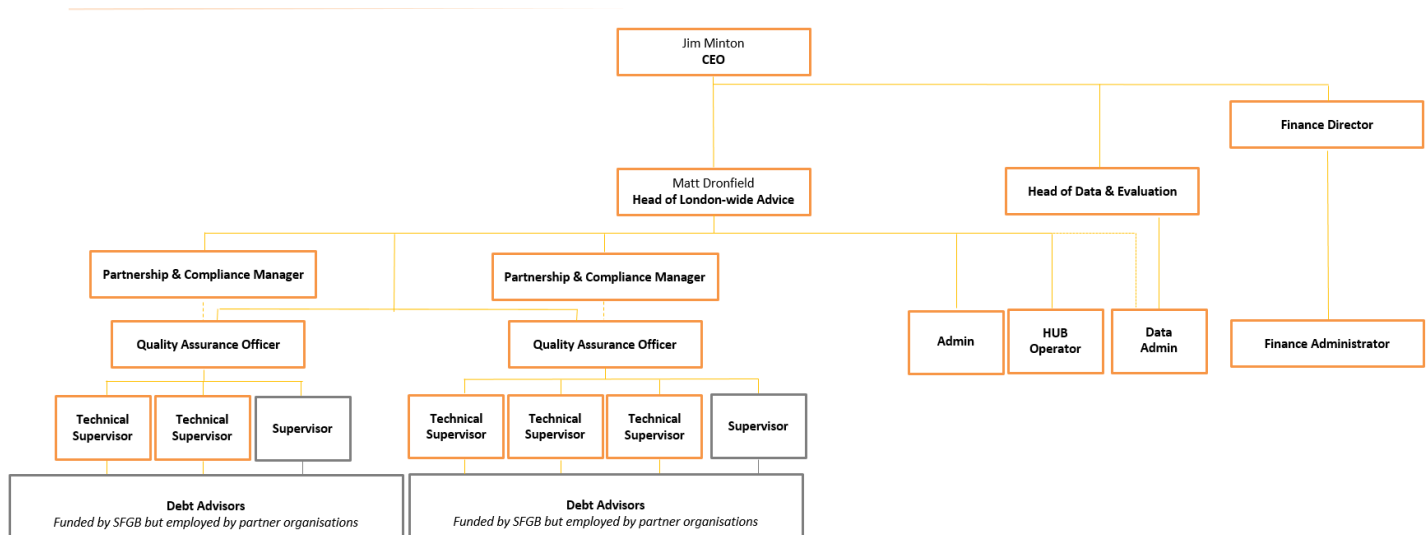 Jim Minton
CEO
Finance Director
Matt Dronfield
Head of London-wide Advice
Head of Data & Evaluation
Partnership & Compliance Manager
Partnership & Compliance Manager
Admin
HUB
Operator
Data
Admin
Finance Administrator
Quality Assurance Officer
Quality Assurance Officer
Technical
Supervisor
Technical
Supervisor
Supervisor
Technical
Supervisor
Technical
Supervisor
Technical
Supervisor
Supervisor
Debt Advisors
Funded by SFGB but employed by partner organisations
Debt Advisors
Funded by SFGB but employed by partner organisations